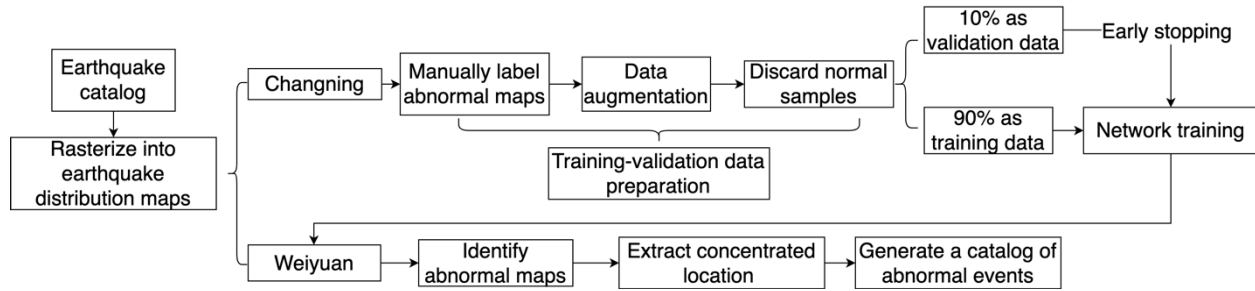 Earthquake
catalog
Rasterize into
earthquake
distribution maps
Changning
Manually label
abnormal maps
Data
augmentation
Discard normal
samples
Training-validation data
preparation
10% as
validation data
Early stopping
90% as
training data
Network training
Weiyuan
Identify
abnormal maps
Extract concentrated
location
Generate a catalog of
abnormal events